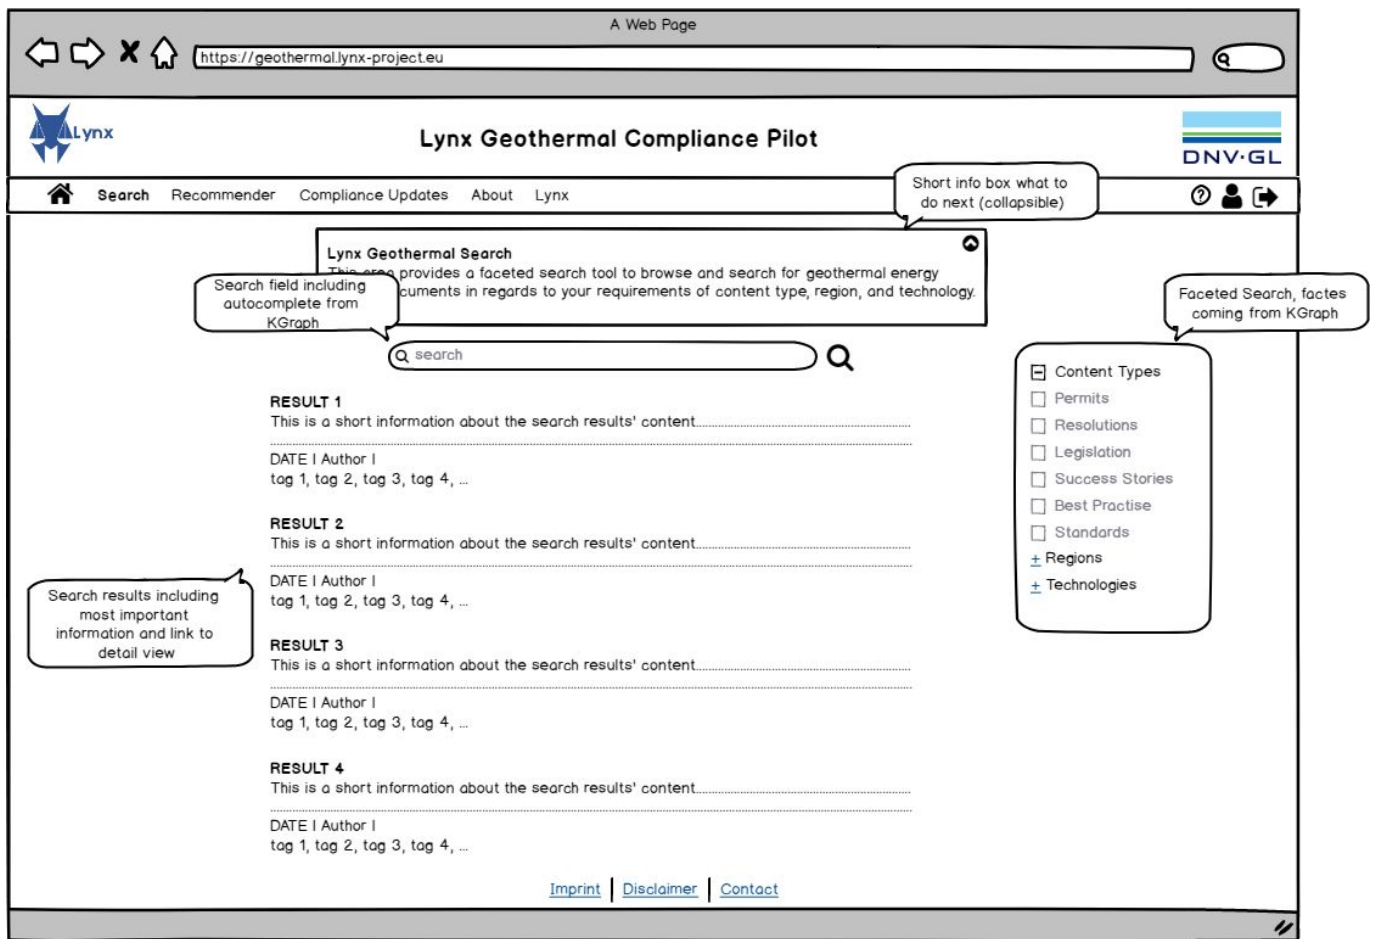 A Web Page
https://geothermal.lynx-project.eu
Lynx
Lynx Geothermal Compliance Pilot
DNV·GL
Search Recommender Compliance Updates About Lynx
Short info box what to
do next (collapsible)
Lynx Geothermal Search
provides a faceted search tool to browse and search for geothermal energy
in regards to your requirements of content type, region, and technology.
Search field including
autocomplete from
KGraph
Faceted Search, factes
coming from KGraph
search
Content Types
Permits
Resolutions
Legislation
Success Stories
Best Practise
Standards
+ Regions
+ Technologies
RESULT 1
This is a short information about the search results' content
DATE | Author |
tag 1, tag 2, tag 3, tag 4, ...
RESULT 2
This is a short information about the search results' content
DATE | Author |
tag 1, tag 2, tag 3, tag 4, ...
Search results including
most important
information and link to
detail view
RESULT 3
This is a short information about the search results' content
DATE | Author |
tag 1, tag 2, tag 3, tag 4, ...
RESULT 4
This is a short information about the search results' content
DATE | Author |
tag 1, tag 2, tag 3, tag 4, ...
Imprint | Disclaimer | Contact